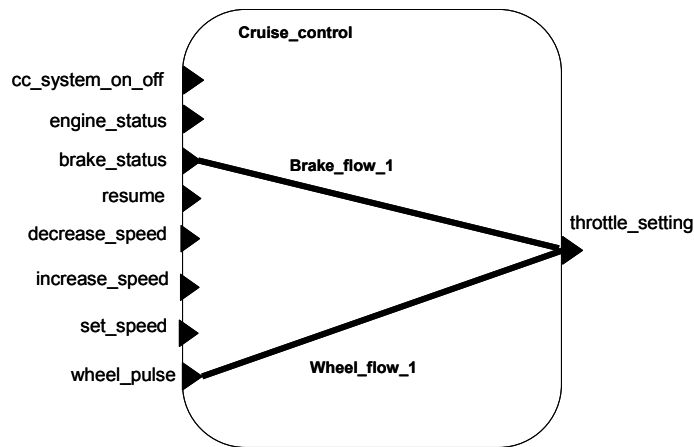 Cruise_control
cc_system_on_off
engine_status
brake_status
Brake_flow_1
resume
throttle_setting
decrease_speed
increase_speed
set_speed
wheel_pulse
Wheel_flow_1